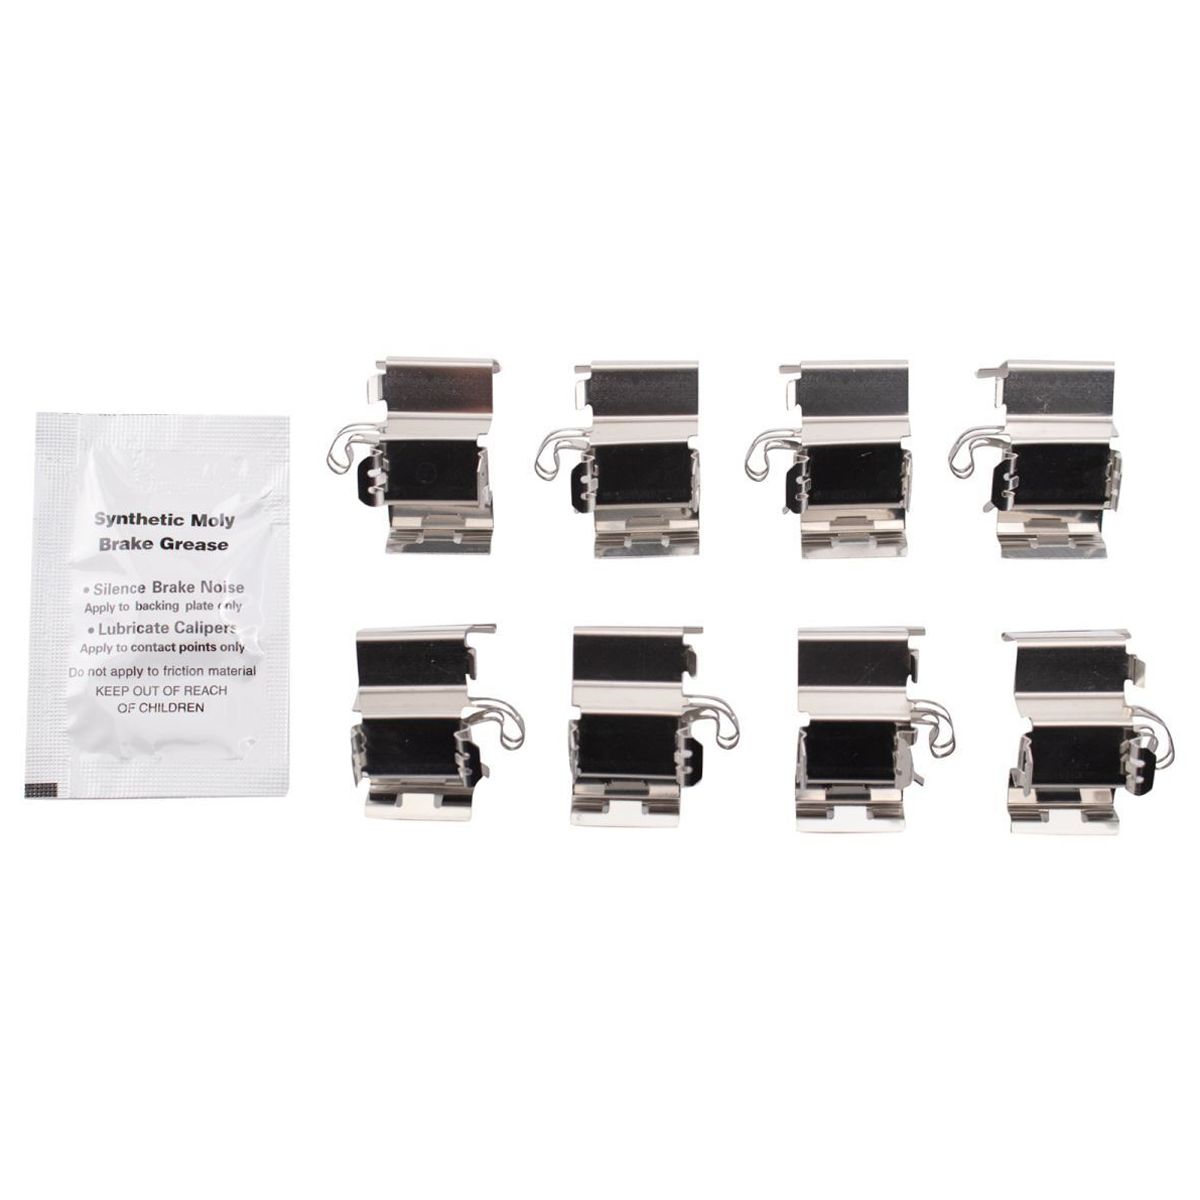 Synthetic Moly
Brake Grease
• Silence Brake Noise
Apply to backing plate only
• Lubricate Calipers
Apply to contact points only
Do not apply to friction material
KEEP OUT OF REACH
OF CHILDREN